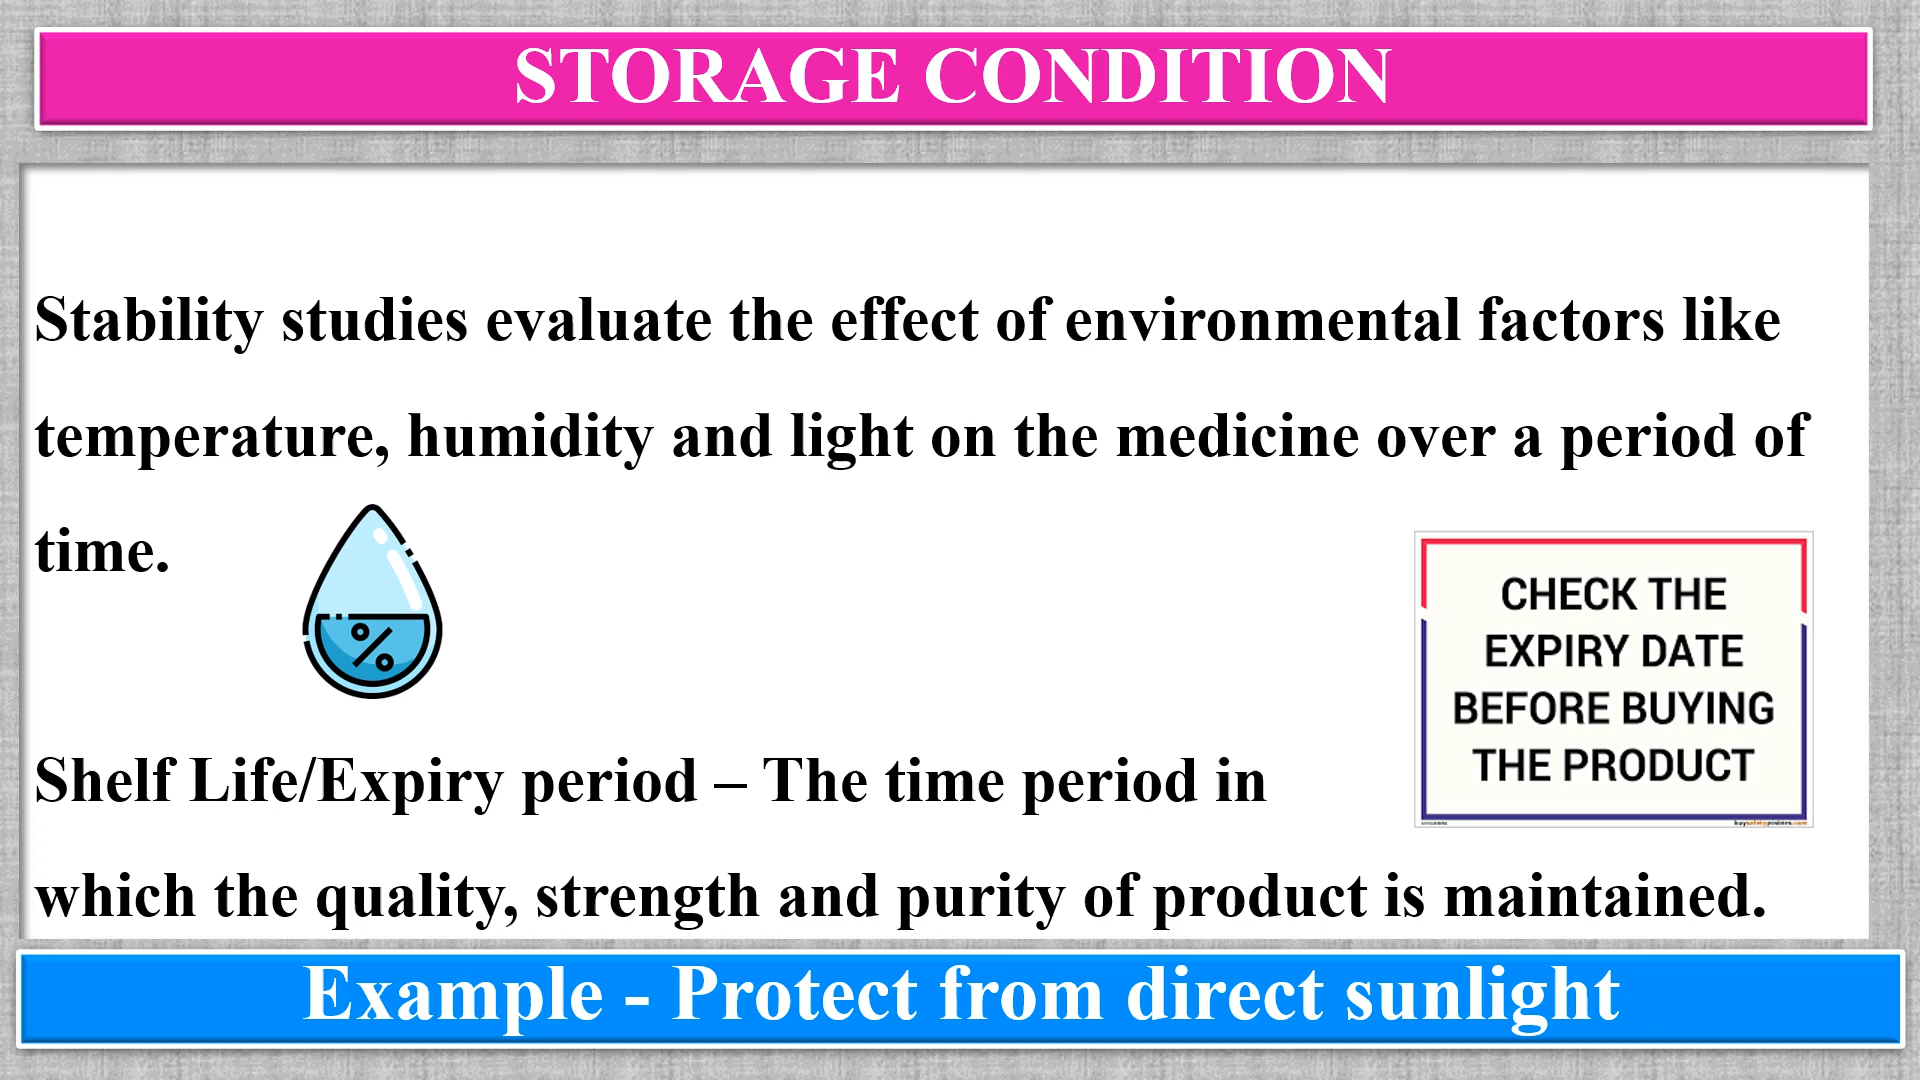 STORAGE CONDITION
Stability studies evaluate the effect of environmental factors like
temperature, humidity and light on the medicine over a period of
time.
%
CHECK THE
EXPIRY DATE
BEFORE BUYING
THE PRODUCT
buysafetyposters.com
Shelf Life/Expiry period – The time period in
which the quality, strength and purity of product is maintained.
Example - Protect from direct sunlight